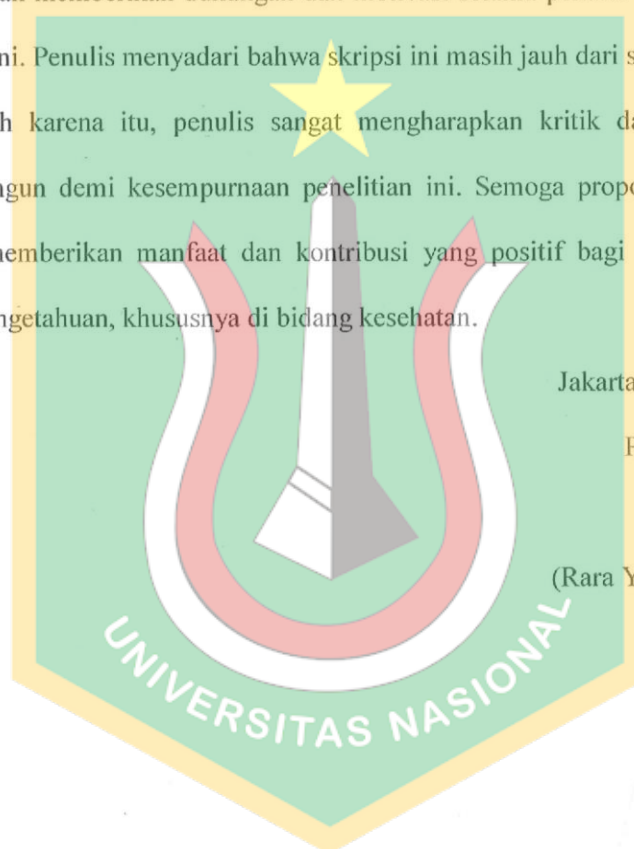 memberikan
ni. Penulis menyadari bahwa skripsi ini masih jauh dari s
h karena itu, penulis sangat mengharapkan kritik da
ngun demi kesempurnaan penelitian ini. Semoga propo
memberikan manfaat dan kontribusi yang positif bagi
ngetahuan, khususnya di bidang kesehatan.
Jakarta
P
(Rara Y
UNIVERSITAS NASIONAL